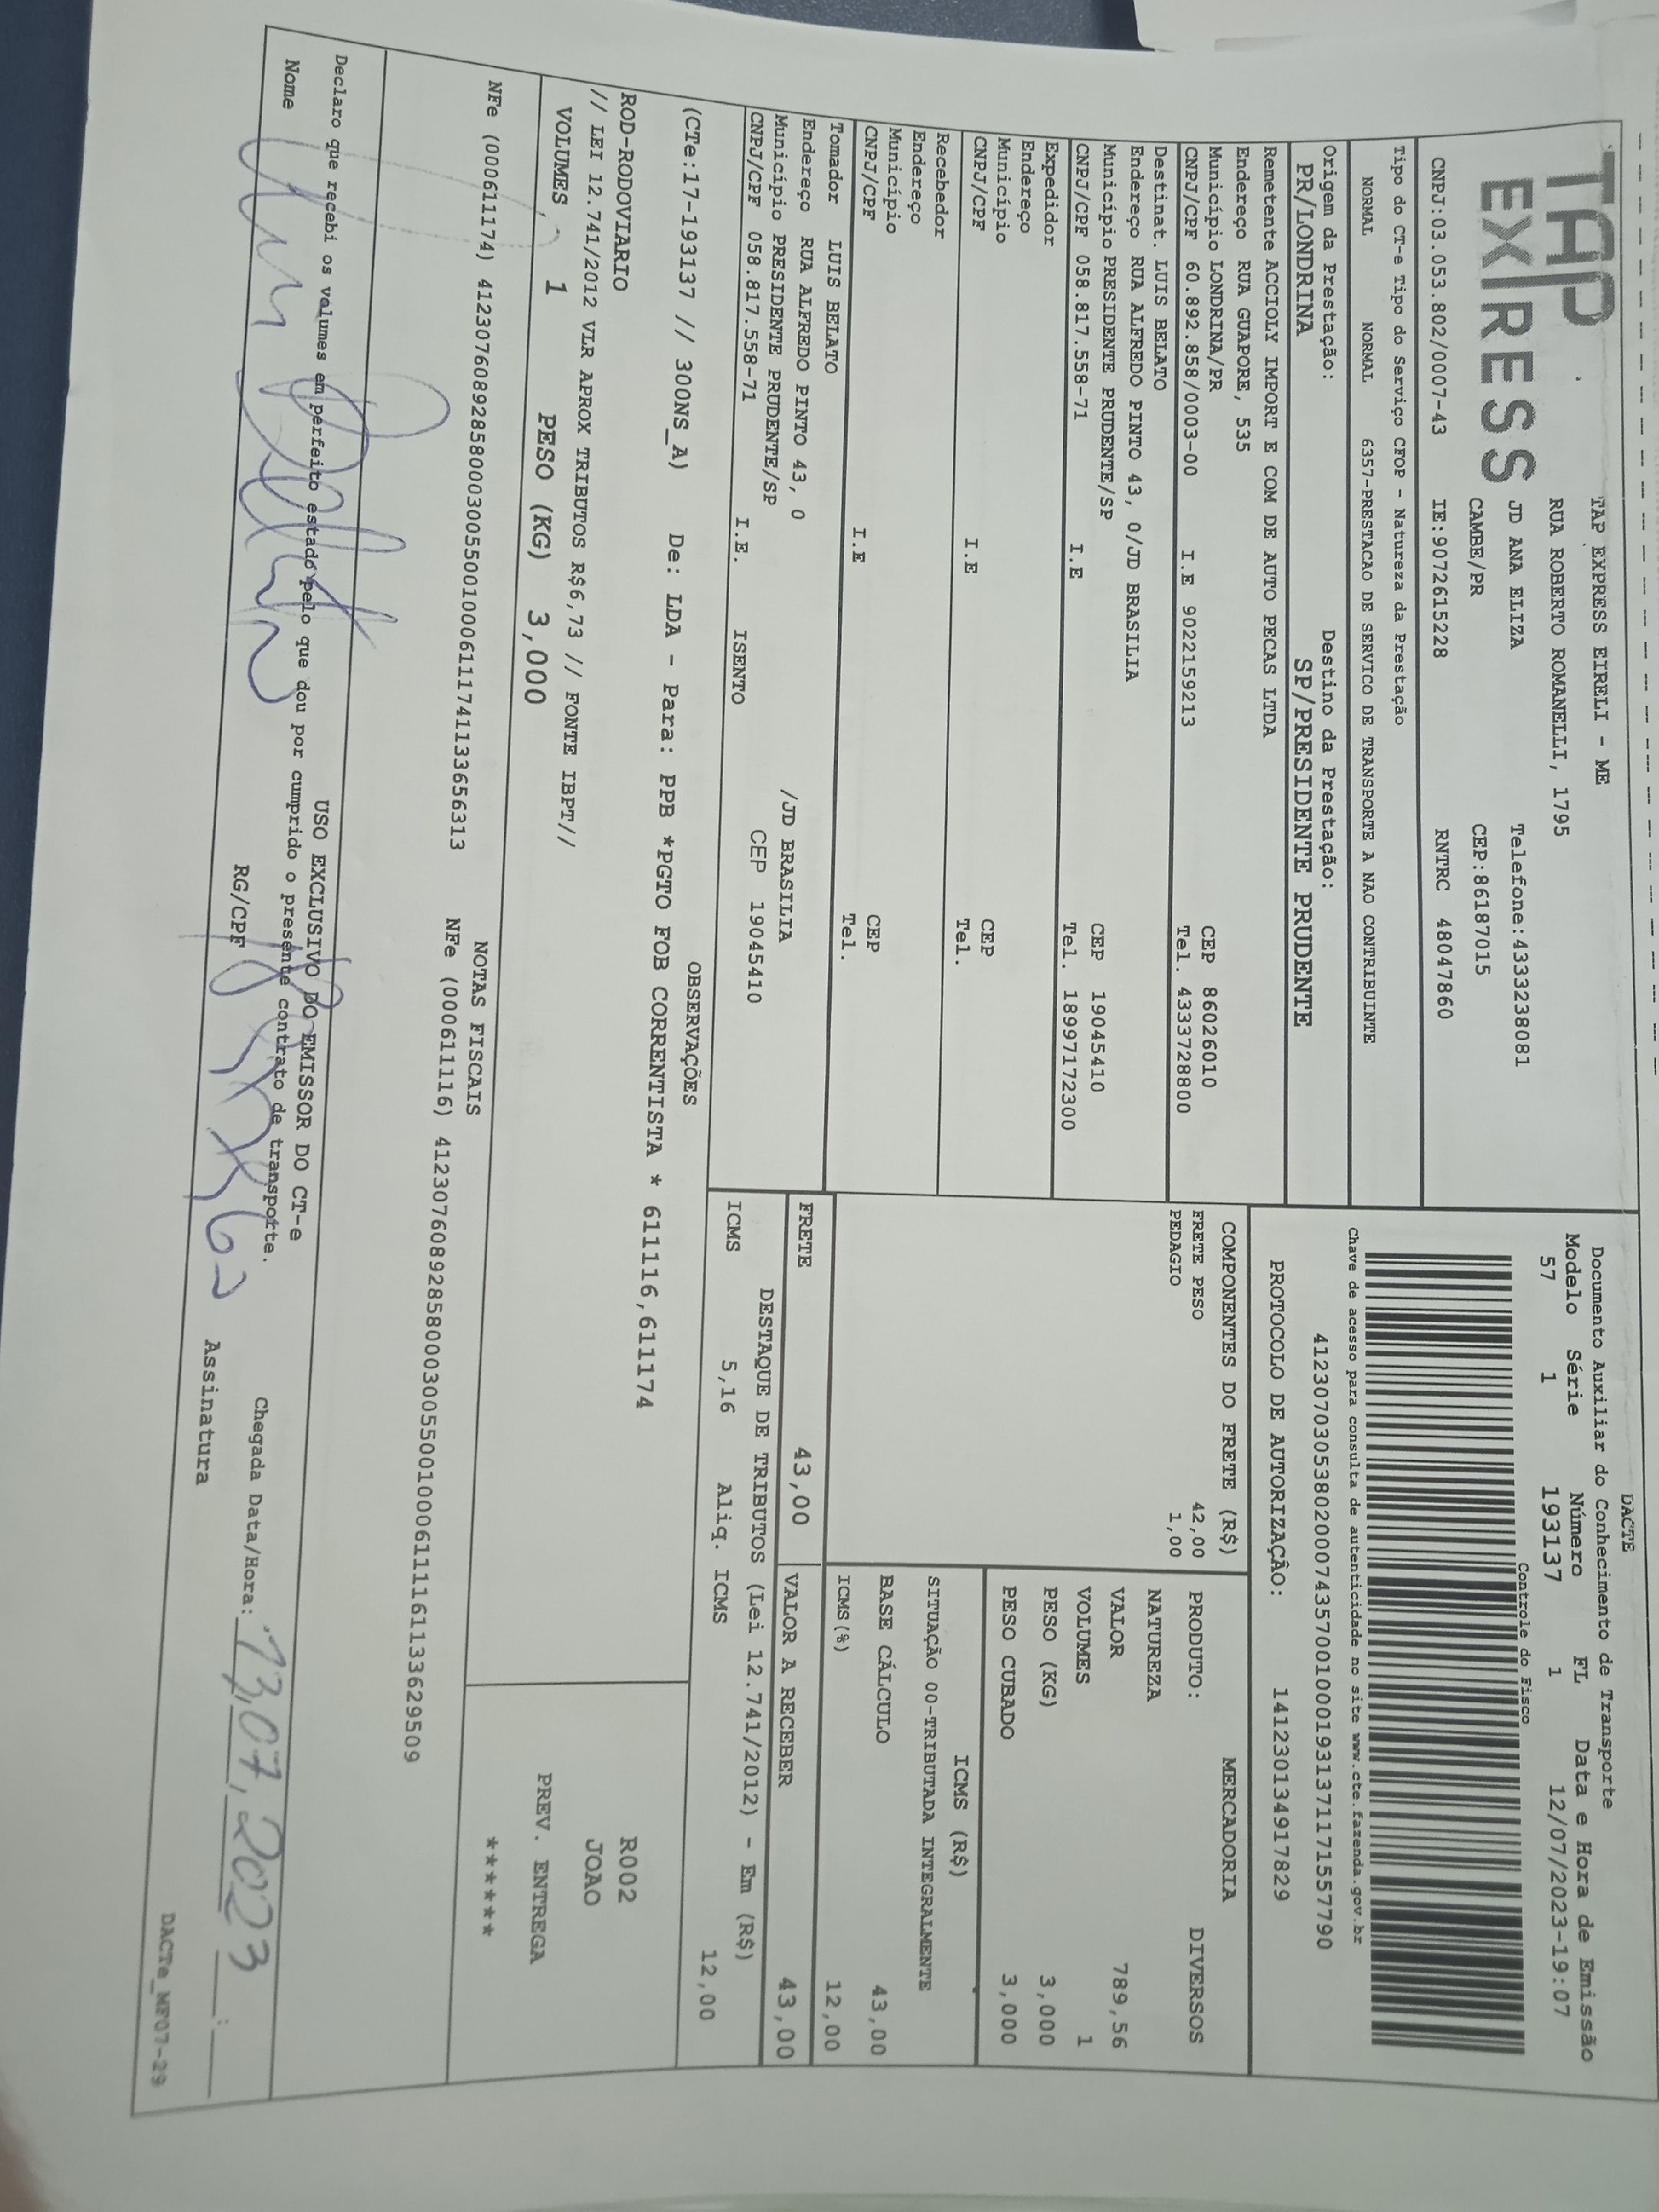 TAP EXPRESS
TAP EXPRESS EIRELI - ME
RUA ROBERTO ROMANELLI, 1795
JD ANA ELIZA Telefone:4333238081
CAMBE/PR CEP:86187015
CNPJ:03.053.802/0007-43 IE:9072615228 RNTRC 48047860
Tipo do CT-e Tipo do Serviço CFOP - Natureza da Prestação
NORMAL NORMAL 6357-PRESTACAO DE SERVICO DE TRANSPORTE A NAO CONTRIBUINTE
Origem da Prestação: Destino da Prestação:
PR/LONDRINA SP/PRESIDENTE PRUDENTE
DACTE
Documento Auxiliar do Conhecimento de Transporte
Modelo Série Número FL Data e Hora de Emissão
57 1 193137 1 12/07/2023-19:07
Controle do Fisco
Chave de acesso para consulta de autenticidade no site www.cte.fazenda.gov.br
41230703053802000743570010001931371171557790
PROTOCOLO DE AUTORIZAÇÃO: 141230134917829
Remetente ACCIOLY IMPORT E COM DE AUTO PECAS LTDA
Endereço RUA GUAPORE, 535
Município LONDRINA/PR CEP 86026010
CNPJ/CPF 60.892.858/0003-00 I.E 9022159213 Tel. 4333728800
Destinat. LUIS BELATO
Endereço RUA ALFREDO PINTO 43, 0/JD BRASILIA
Município PRESIDENTE PRUDENTE/SP CEP 19045410
CNPJ/CPF 058.817.558-71 I.E Tel. 18997172300
Expedidor
Endereço
Município CEP
CNPJ/CPF I.E Tel.
Recebedor
Endereço
Município CEP
CNPJ/CPF I.E Tel.
Tomador LUIS BELATO
Endereço RUA ALFREDO PINTO 43, 0 /JD BRASILIA
Município PRESIDENTE PRUDENTE/SP CEP 19045410
CNPJ/CPF 058.817.558-71 I.E. ISENTO
COMPONENTES DO FRETE (R$)
FRETE PESO 42,00
PEDAGIO 1,00
MERCADORIA
PRODUTO: DIVERSOS
NATUREZA
VALOR 789,56
VOLUMES 1
PESO (KG) 3,000
PESO CUBADO 3,000
ICMS (R$)
SITUAÇÃO 00-TRIBUTADA INTEGRALMENTE
BASE CÁLCULO 43,00
ICMS(%) 12,00
FRETE 43,00 VALOR A RECEBER 43,00
DESTAQUE DE TRIBUTOS (Lei 12.741/2012) - Em (R$)
ICMS 5,16 Aliq. ICMS 12,00
OBSERVAÇÕES
(CTe:17-193137 // 300NS_A) De: LDA - Para: PPB *PGTO FOB CORRENTISTA * 611116,611174
ROD-RODOVIARIO
// LEI 12.741/2012 VLR APROX TRIBUTOS R$6,73 // FONTE IBPT//
VOLUMES 1 PESO (KG) 3,000
R002
JOAO
PREV. ENTREGA
*******
NOTAS FISCAIS
NFe (000611174) 41230760892858000300550010006111741133656313 NFe (000611116) 41230760892858000300550010006111161133629509
USO EXCLUSIVO DO EMISSOR DO CT-e
Declaro que recebi os volumes em perfeito estado pelo que dou por cumprido o presente contrato de transporte.
Chegada Data/Hora: 13,07,2023 :
Nome RG/CPF Assinatura
DACTe_MF07-29